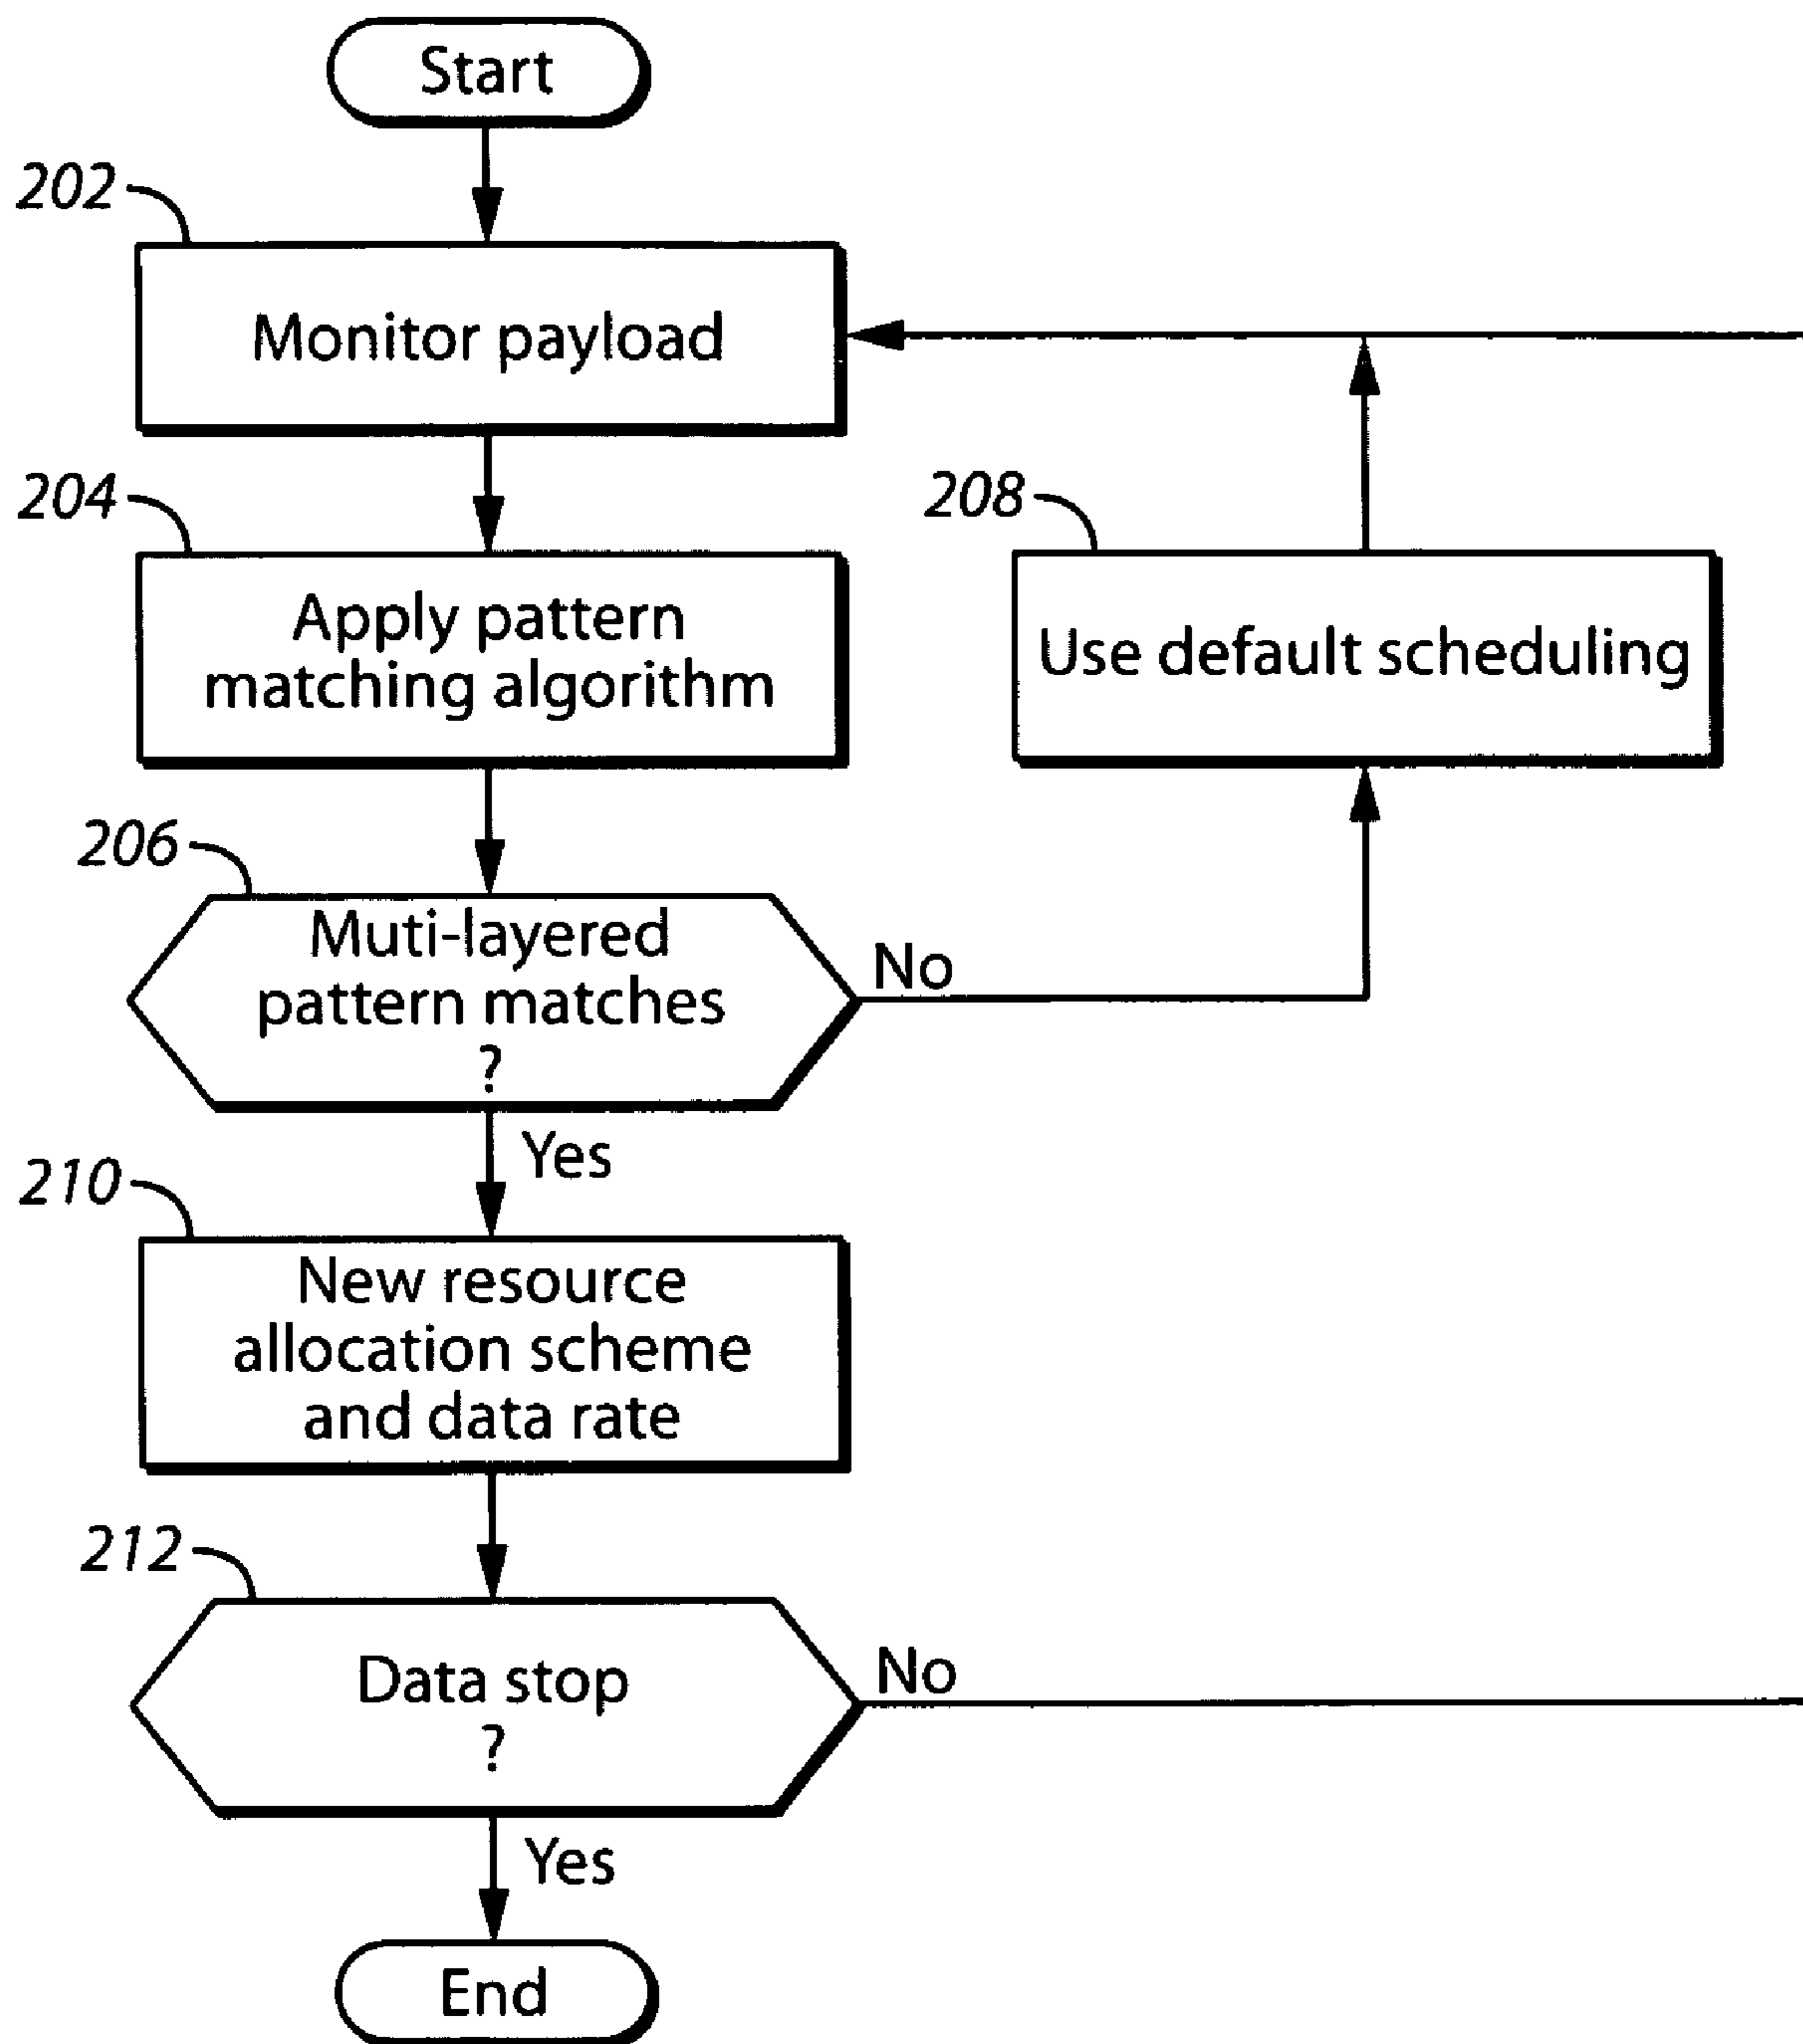 Start
202
Monitor payload
204
Apply pattern
matching algorithm
208
Use default scheduling
206
Muti-layered
pattern matches
?
No
Yes
210
New resource
allocation scheme
and data rate
212
Data stop
?
No
Yes
End